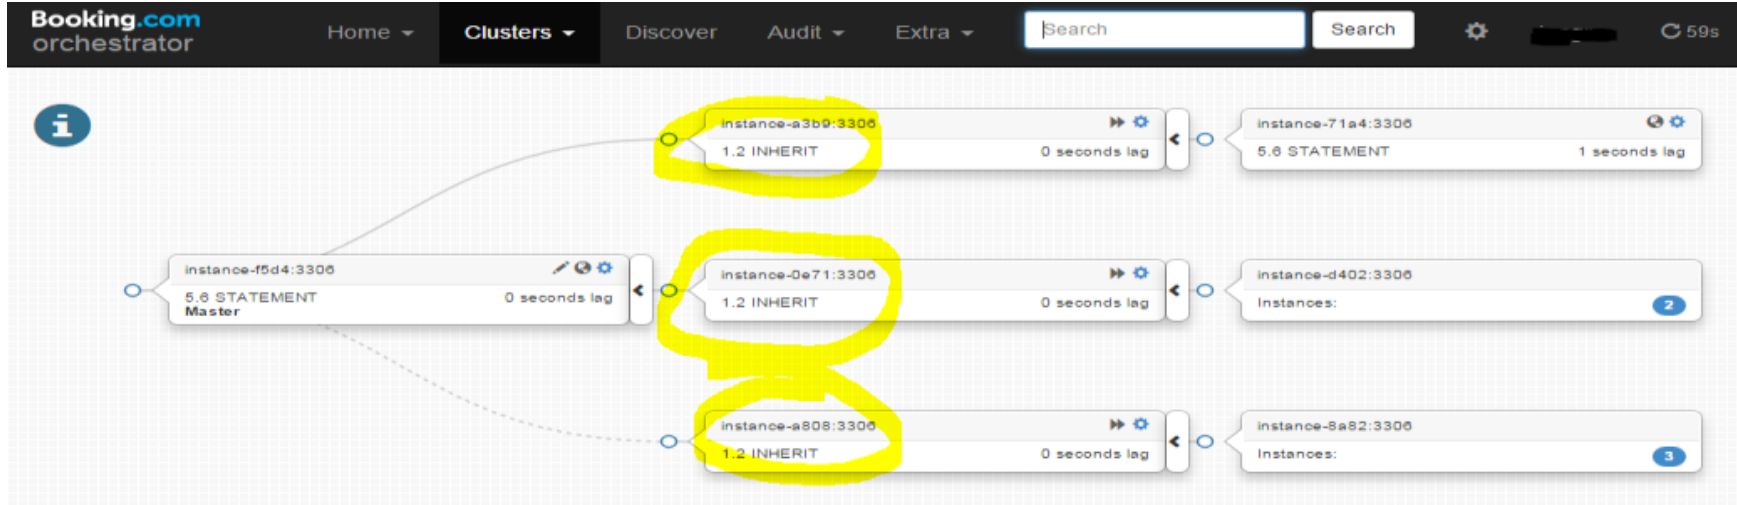 Booking.com
orchestrator
Home Clusters Discover Audit Extra Search Search 59s
instance-a3b9:3306
1.2 INHERIT 0 seconds lag
instance-71a4:3306
5.6 STATEMENT 1 seconds lag
instance-f5d4:3306
5.6 STATEMENT 0 seconds lag
Master
instance-0e71:3306
1.2 INHERIT 0 seconds lag
instance-d402:3306
Instances: 2
instance-a808:3306
1.2 INHERIT 0 seconds lag
instance-8a82:3306
Instances: 3